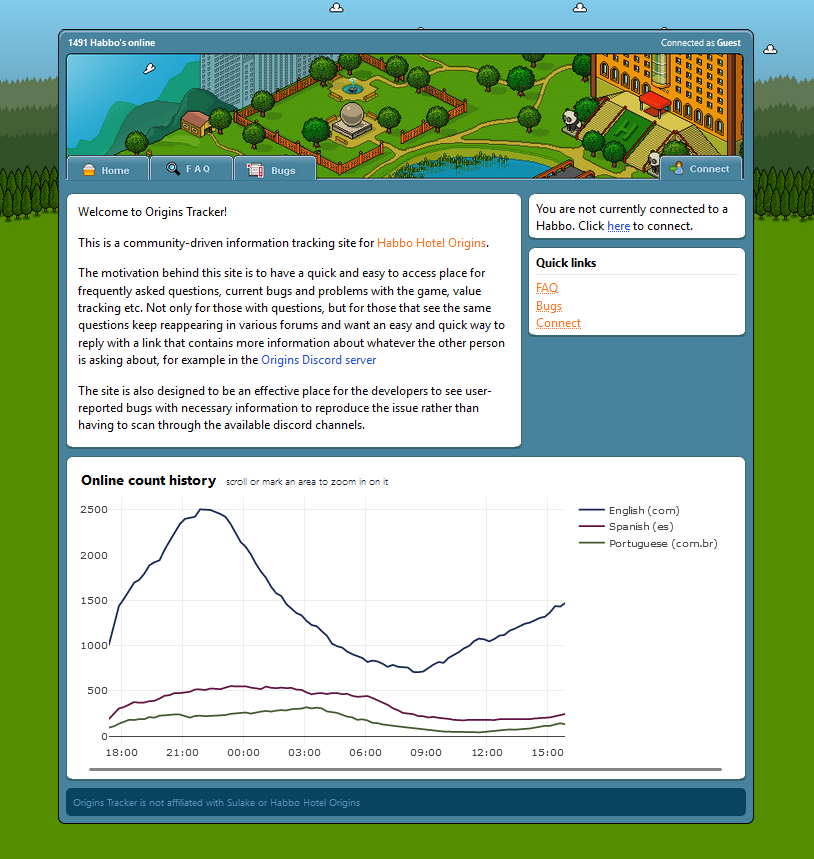 1491 Habbo's online
Connected as Guest
Home
FAQ
Bugs
Connect
Welcome to Origins Tracker!
This is a community-driven information tracking site for Habbo Hotel Origins.
The motivation behind this site is to have a quick and easy to access place for
frequently asked questions, current bugs and problems with the game, value
tracking etc. Not only for those with questions, but for those that see the same
questions keep reappearing in various forums and want an easy and quick way to
reply with a link that contains more information about whatever the other person
is asking about, for example in the Origins Discord server
The site is also designed to be an effective place for the developers to see user-
reported bugs with necessary information to reproduce the issue rather than
having to scan through the available discord channels.
You are not currently connected to a
Habbo. Click here to connect.
Quick links
FAQ
Bugs
Connect
Online count history scroll or mark an area to zoom in on it
2500
2000
1500
1000
500
0
18:00 21:00 00:00 03:00 06:00 09:00 12:00 15:00
English (com)
Spanish (es)
Portuguese (com.br)
Origins Tracker is not affiliated with Sulake or Habbo Hotel Origins